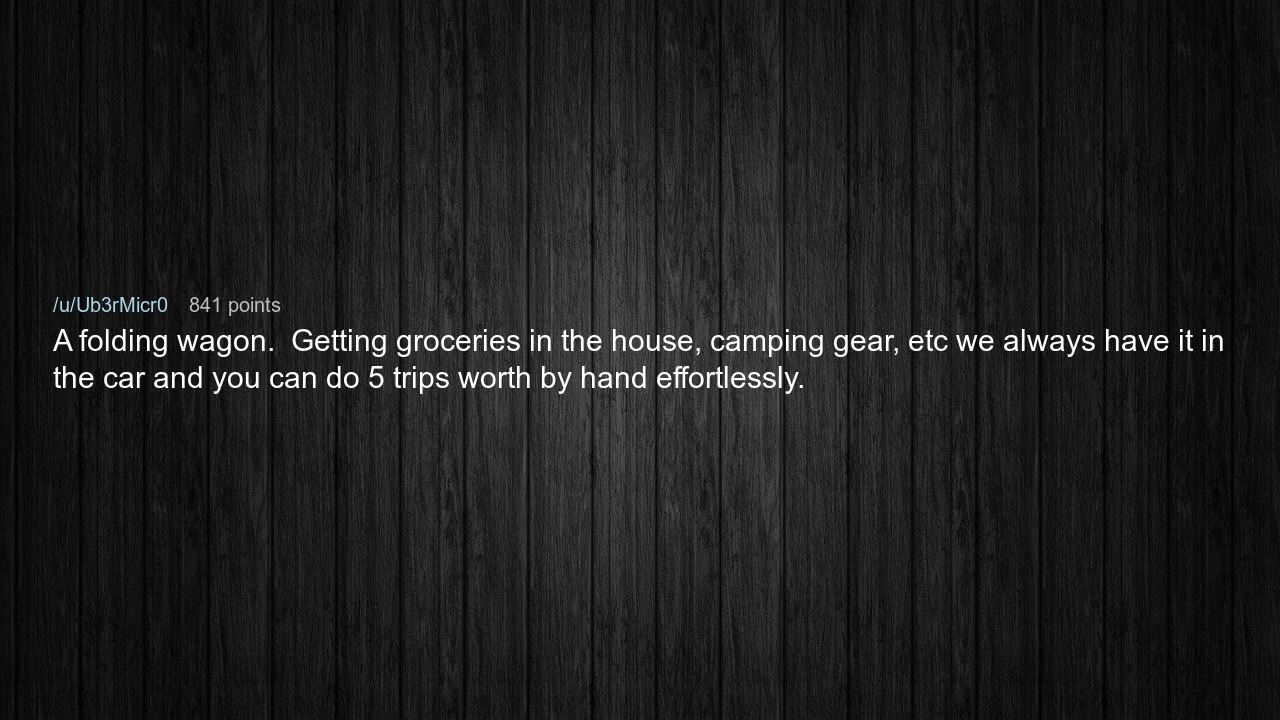 /u/Ub3rMicr0 841 points
A folding wagon.  Getting groceries in the house, camping gear, etc we always have it in
the car and you can do 5 trips worth by hand effortlessly.